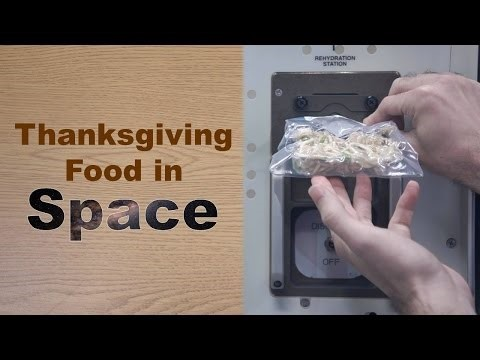 Thanksgiving
Food in
Space
REHYDRATION
STATION
OFF